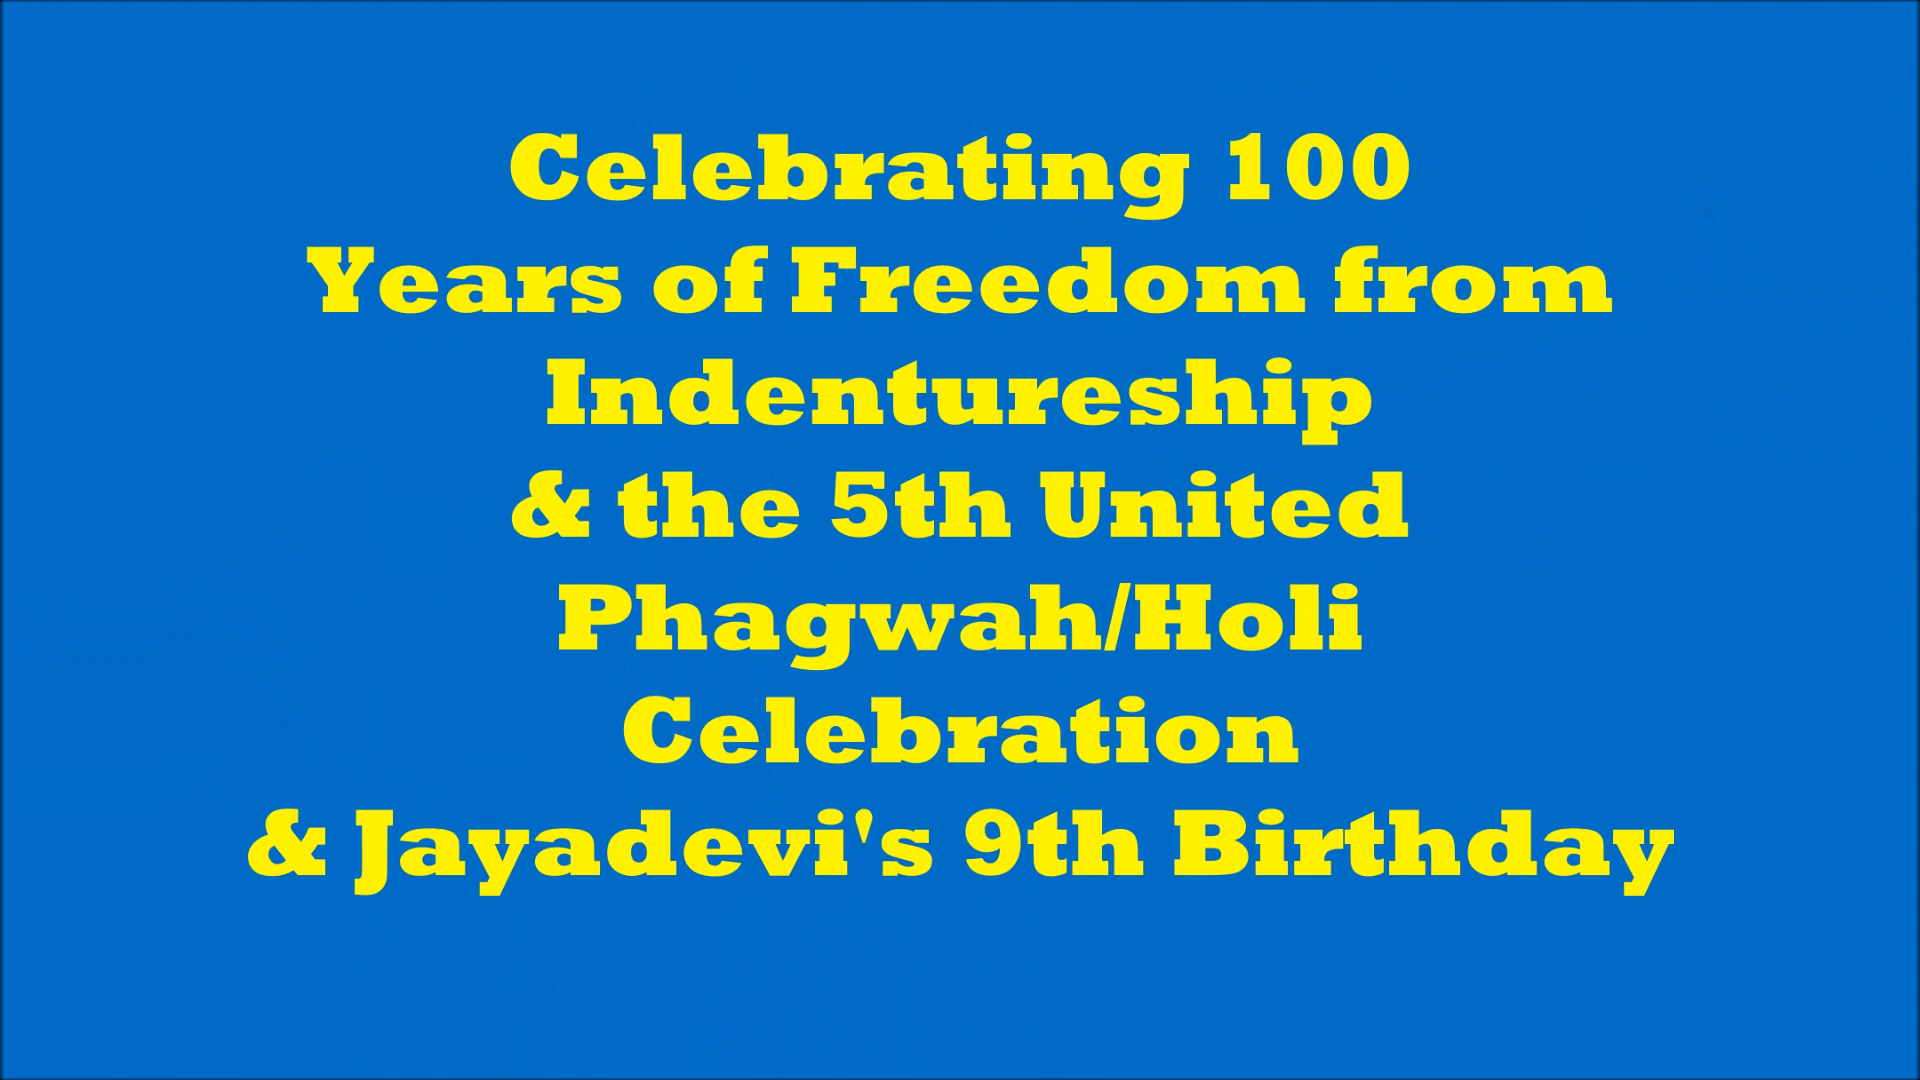 Celebrating 100
Years of Freedom from
Indentureship
& the 5th United
Phagwah/Holi
Celebration
& Jayadevi's 9th Birthday